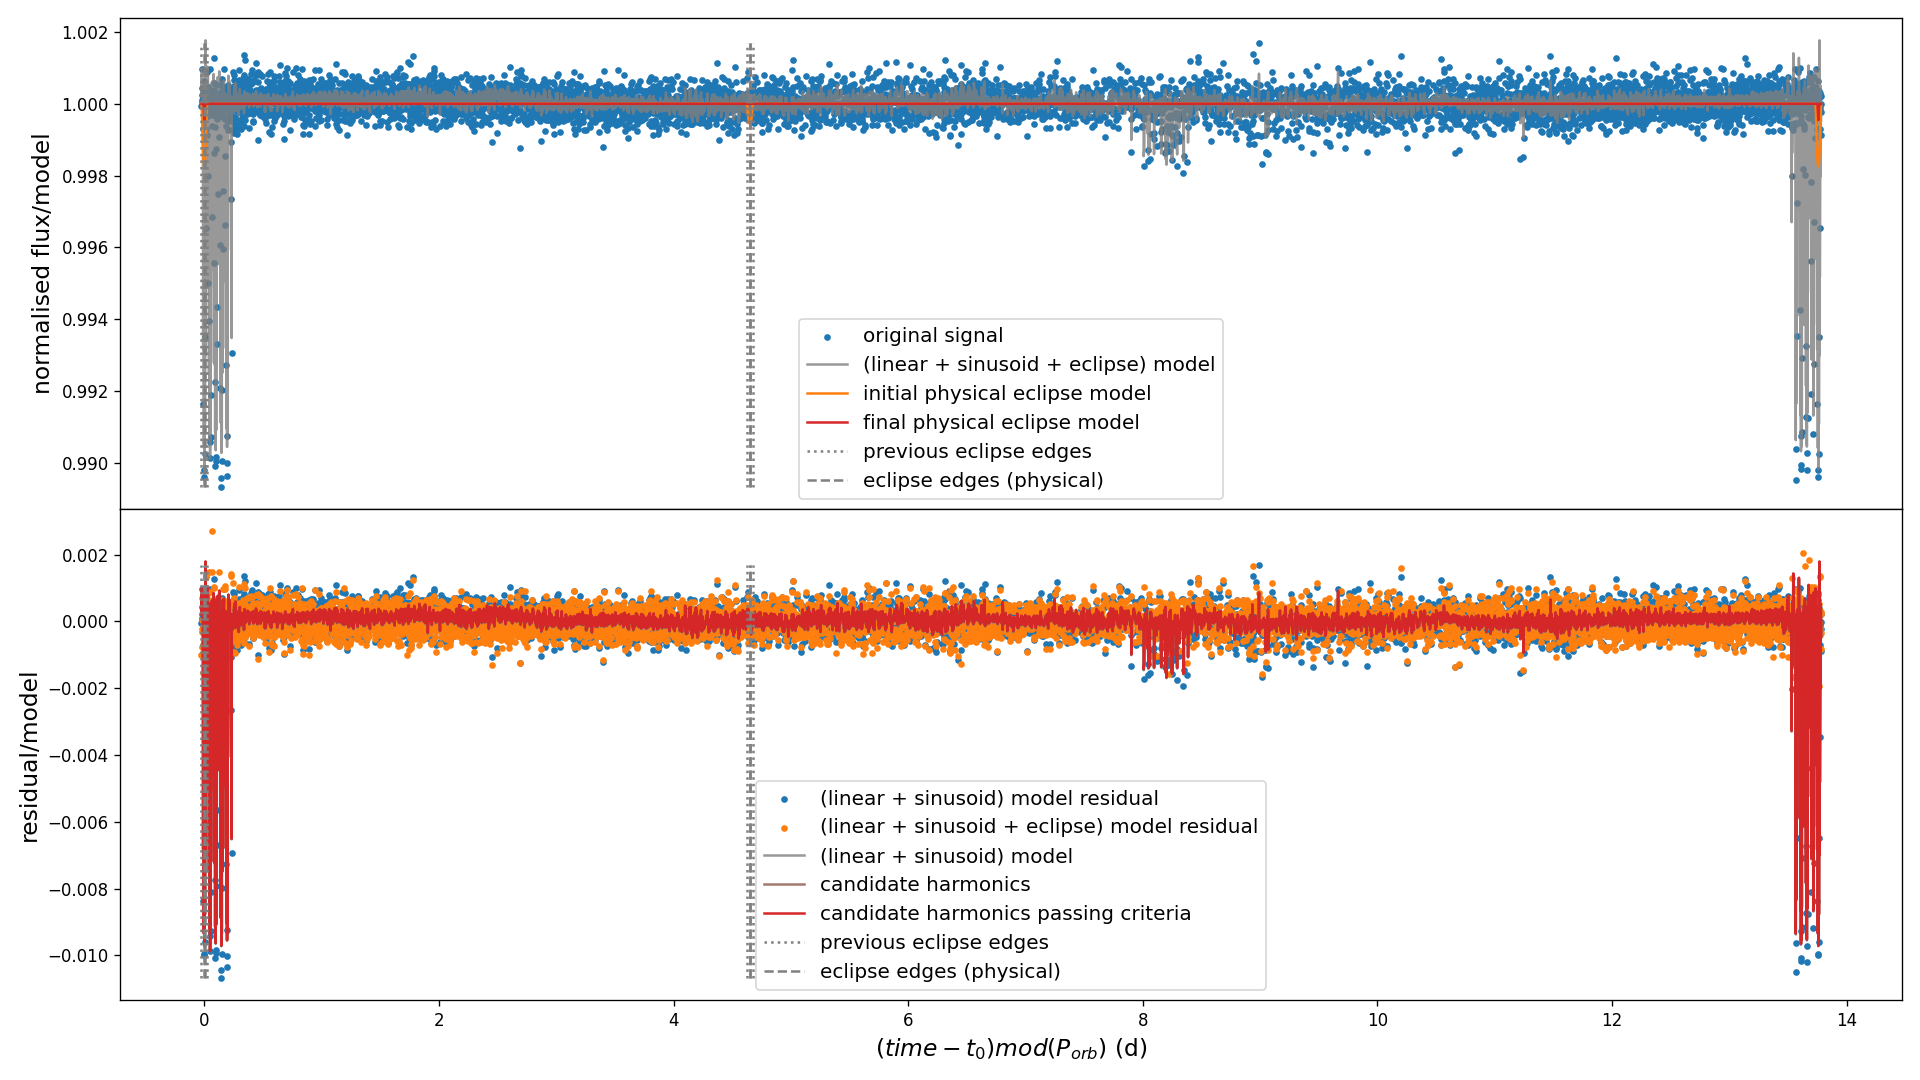 1.002
1.000
0.998
0.996
0.994
0.992
0.990
normalised flux/model
original signal
(linear + sinusoid + eclipse) model
initial physical eclipse model
final physical eclipse model
previous eclipse edges
eclipse edges (physical)
0.002
0.000
−0.002
−0.004
−0.006
−0.008
−0.010
residual/model
(linear + sinusoid) model residual
(linear + sinusoid + eclipse) model residual
(linear + sinusoid) model
candidate harmonics
candidate harmonics passing criteria
previous eclipse edges
eclipse edges (physical)
0 2 4 6 8 10 12 14
(time − t₀)mod(P_orb) (d)